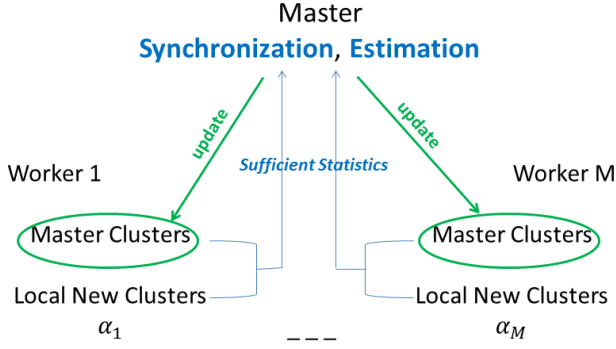 Master
Synchronization, Estimation
update
update
Sufficient Statistics
Worker 1
Worker M
Master Clusters
Master Clusters
Local New Clusters
Local New Clusters
α₁
_ _ _
α_M